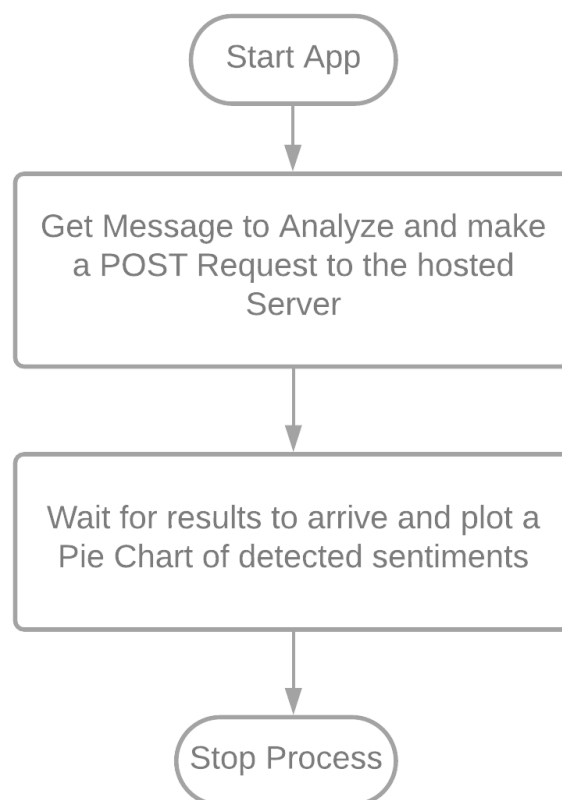 Start App
Get Message to Analyze and make
a POST Request to the hosted
Server
Wait for results to arrive and plot a
Pie Chart of detected sentiments
Stop Process